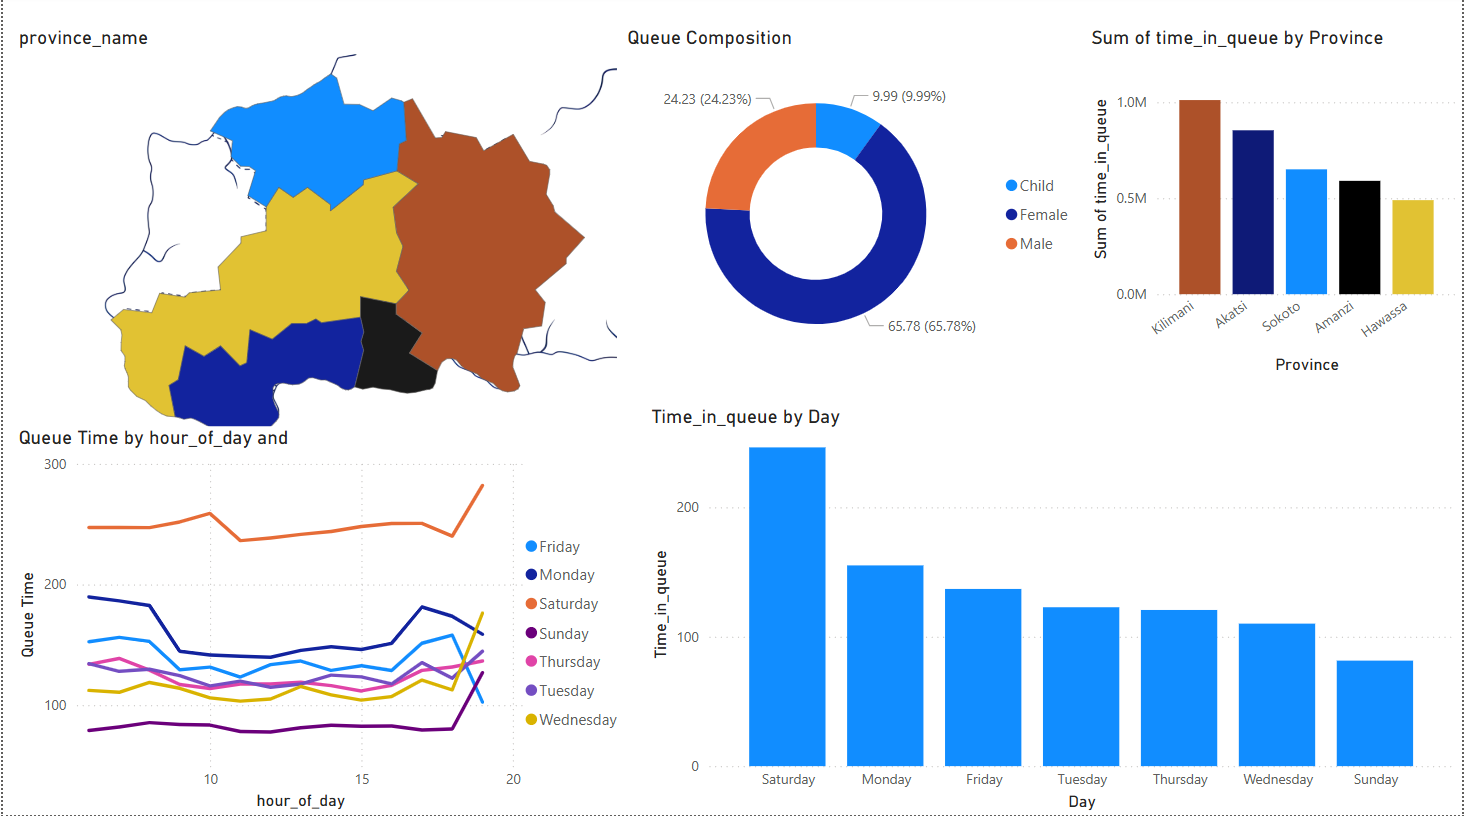 province_name
Queue Composition
24.23 (24.23%)
9.99 (9.99%)
65.78 (65.78%)
Child
Female
Male
Sum of time_in_queue by Province
Sum of time_in_queue
1.0M
0.5M
0.0M
Kilimani
Akatsi
Sokoto
Amanzi
Hawassa
Province
Queue Time by hour_of_day and
Queue Time
300
200
100
10
15
20
hour_of_day
Friday
Monday
Saturday
Sunday
Thursday
Tuesday
Wednesday
Time_in_queue by Day
Time_in_queue
200
100
0
Saturday
Monday
Friday
Tuesday
Thursday
Wednesday
Sunday
Day